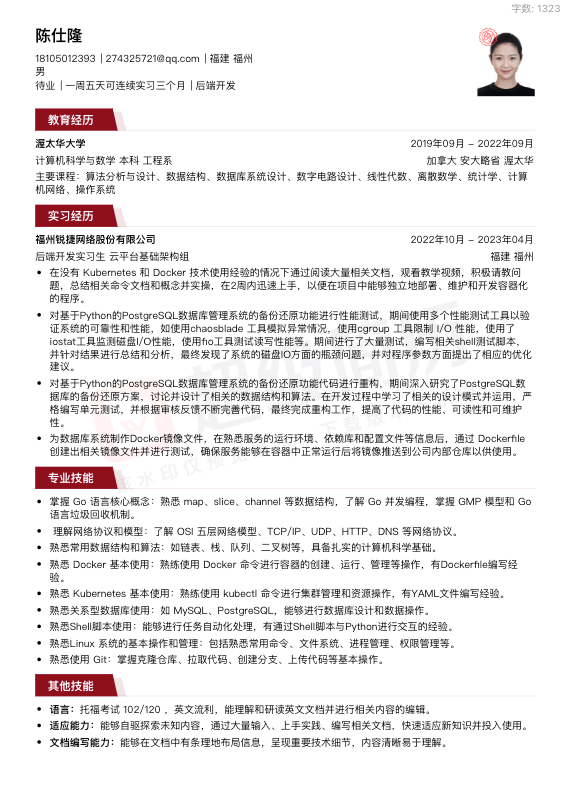 字数: 1323
陈仕隆
18105012393 | 274325721@qq.com | 福建 福州
男
待业 | 一周五天可连续实习三个月 | 后端开发
教育经历
渥太华大学 2019年09月 – 2022年09月
计算机科学与数学 本科 工程系 加拿大 安大略省 渥太华
主要课程：算法分析与设计、数据结构、数据库系统设计、数字电路设计、线性代数、离散数学、统计学、计算
机网络、操作系统
实习经历
福州锐捷网络股份有限公司 2022年10月 – 2023年04月
后端开发实习生 云平台基础架构组 福建 福州
• 在没有 Kubernetes 和 Docker 技术使用经验的情况下通过阅读大量相关文档，观看教学视频，积极请教问
题，总结相关命令文档和概念并实操，在2周内迅速上手，以便在项目中能够独立地部署、维护和开发容器化
的程序。
• 对基于Python的PostgreSQL数据库管理系统的备份还原功能进行性能测试，期间使用多个性能测试工具以验
证系统的可靠性和性能，如使用chaosblade 工具模拟异常情况，使用cgroup 工具限制 I/O 性能，使用了
iostat工具监测磁盘I/O性能，使用fio工具测试读写性能等。期间进行了大量测试，编写相关shell测试脚本，
并针对结果进行总结和分析，最终发现了系统的磁盘IO方面的瓶颈问题，并对程序参数方面提出了相应的优化
建议。
• 对基于Python的PostgreSQL数据库管理系统的备份还原功能代码进行重构，期间深入研究了PostgreSQL数
据库的备份还原方案，讨论并设计了相关的数据结构和算法。在开发过程中学习了相关的设计模式并运用，严
格编写单元测试，并根据审核反馈不断完善代码，最终完成重构工作，提高了代码的性能、可读性和可维护
性。
• 为数据库系统制作Docker镜像文件，在熟悉服务的运行环境、依赖库和配置文件等信息后，通过 Dockerfile
创建出相关镜像文件并进行测试，确保服务能够在容器中正常运行后将镜像推送到公司内部仓库以供使用。
专业技能
• 掌握 Go 语言核心概念：熟悉 map、slice、channel 等数据结构，了解 Go 并发编程，掌握 GMP 模型和 Go
语言垃圾回收机制。
• 理解网络协议和模型：了解 OSI 五层网络模型、TCP/IP、UDP、HTTP、DNS 等网络协议。
• 熟悉常用数据结构和算法：如链表、栈、队列、二叉树等，具备扎实的计算机科学基础。
• 熟悉 Docker 基本使用：熟练使用 Docker 命令进行容器的创建、运行、管理等操作，有Dockerfile编写经
验。
• 熟悉 Kubernetes 基本使用：熟练使用 kubectl 命令进行集群管理和资源操作，有YAML文件编写经验。
• 熟悉关系型数据库使用：如 MySQL、PostgreSQL，能够进行数据库设计和数据操作。
• 熟悉Shell脚本使用：能够进行任务自动化处理，有通过Shell脚本与Python进行交互的经验。
• 熟悉Linux 系统的基本操作和管理：包括熟悉常用命令、文件系统、进程管理、权限管理等。
• 熟悉使用 Git：掌握克隆仓库、拉取代码、创建分支、上传代码等基本操作。
其他技能
• 语言：托福考试 102/120 ，英文流利，能理解和研读英文文档并进行相关内容的编辑。
• 适应能力：能够自驱探索未知内容，通过大量输入、上手实践、编写相关文档，快速适应新知识并投入使用。
• 文档编写能力：能够在文档中有条理地布局信息，呈现重要技术细节，内容清晰易于理解。